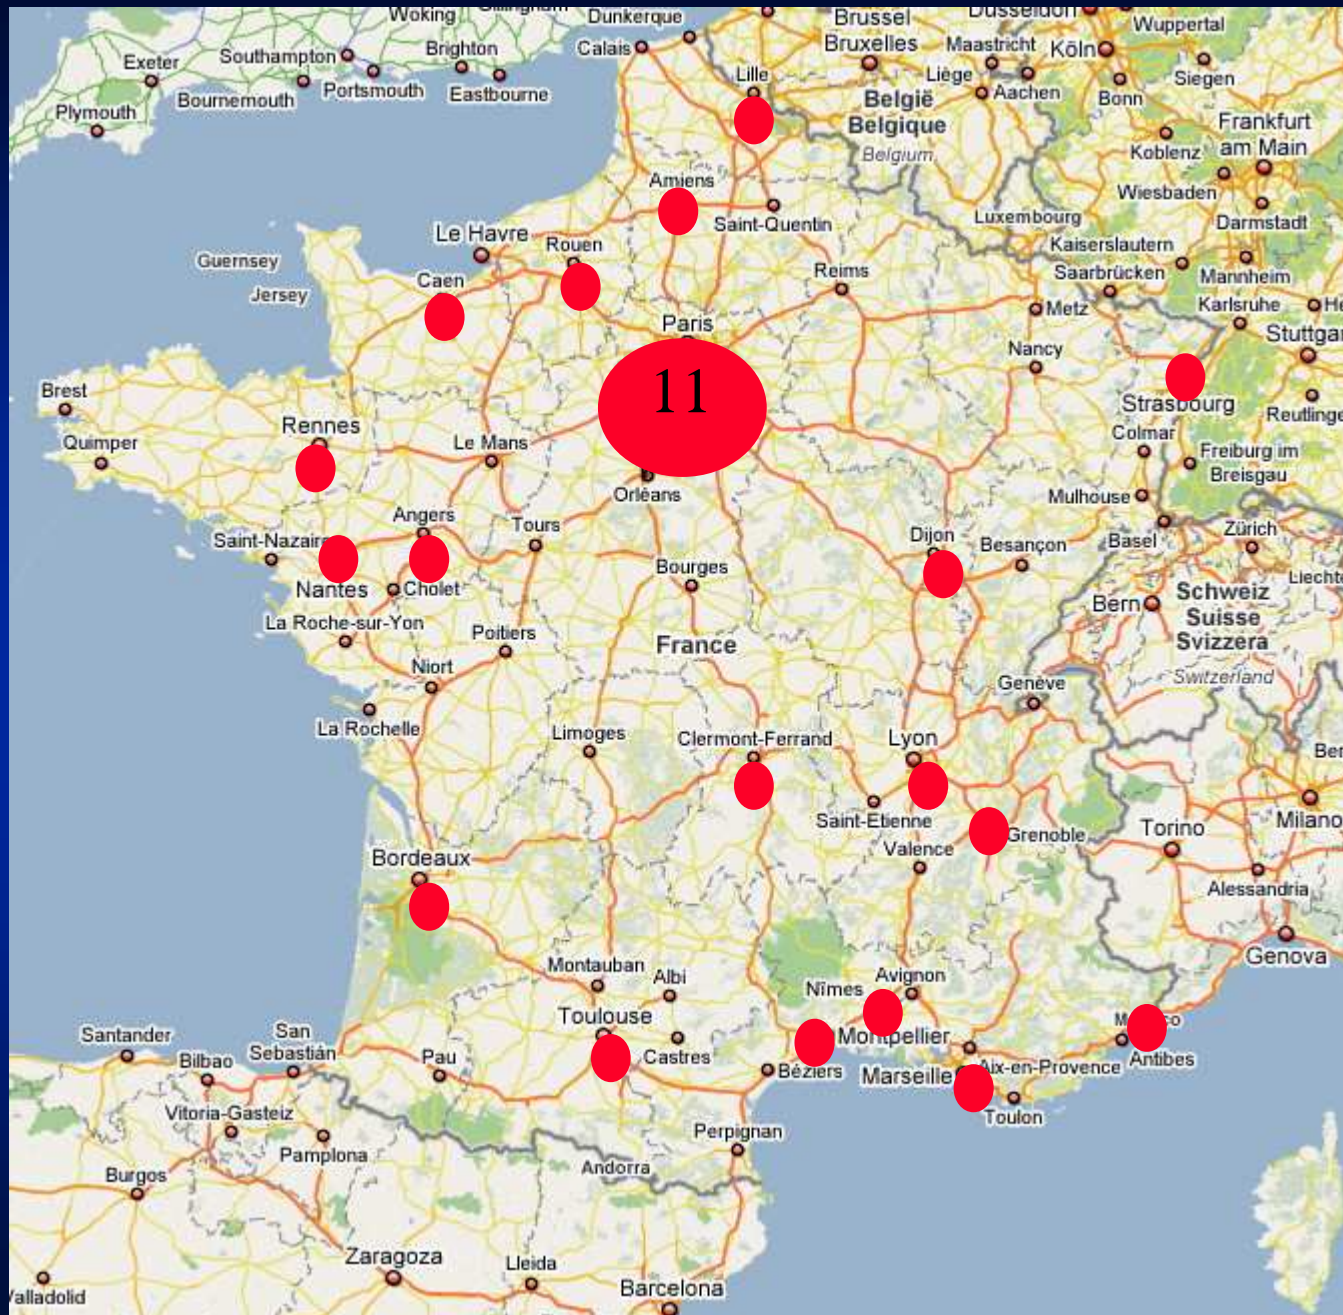 Woking
Dunkerque
Brussel
Bruxelles
Wuppertal
Exeter
Southampton
Brighton
Calais
Maastricht
Köln
Portsmouth
Eastbourne
Bournemouth
Plymouth
Lille
Liège
Aachen
Siegen
Bonn
België
Belgique
Belgium
Frankfurt
am Main
Koblenz
Wiesbaden
Darmstadt
Amiens
Saint-Quentin
Luxembourg
Le Havre
Rouen
Kaiserslautern
Saarbrücken
Mannheim
Guernsey
Jersey
Caen
Reims
Metz
Karlsruhe
Paris
Nancy
11
Brest
Strasbourg
Rennes
Le Mans
Quimper
Colmar
Freiburg im
Breisgau
Orléans
Mulhouse
Angers
Tours
Dijon
Besançon
Basel
Zürich
Bourges
Nantes
Cholet
Bern
Schweiz
Suisse
Svizzera
Switzerland
La Roche-sur-Yon
Poitiers
France
Niort
Genève
La Rochelle
Limoges
Clermont-Ferrand
Lyon
Saint-Etienne
Grenoble
Valence
Torino
Milano
Bordeaux
Alessandria
Genova
Montauban
Albi
Nîmes
Avignon
Toulouse
Castres
Montpellier
Antibes
Santander
San
Sebastián
Bilbao
Pau
Béziers
Marseille
Aix-en-Provence
Toulon
Vitoria-Gasteiz
Pamplona
Perpignan
Burgos
Andorra
Zaragoza
Lleida
Barcelona